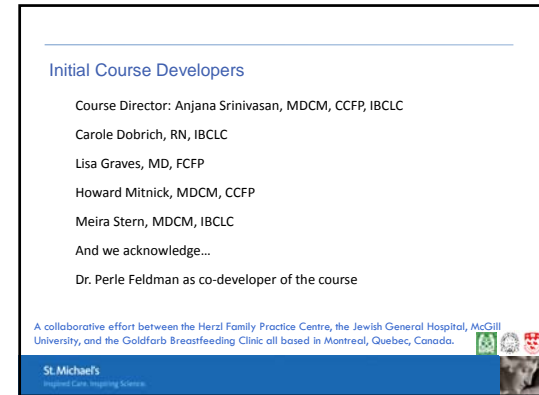 Initial Course Developers
Course Director: Anjana Srinivasan, MDCM, CCFP, IBCLC
Carole Dobrich, RN, IBCLC
Lisa Graves, MD, FCFP
Howard Mitnick, MDCM, CCFP
Meira Stern, MDCM, IBCLC
And we acknowledge…
Dr. Perle Feldman as co-developer of the course
A collaborative effort between the Herzl Family Practice Centre, the Jewish General Hospital, McGill
University, and the Goldfarb Breastfeeding Clinic all based in Montreal, Quebec, Canada.
St. Michael's
Inspired Care. Inspiring Science.